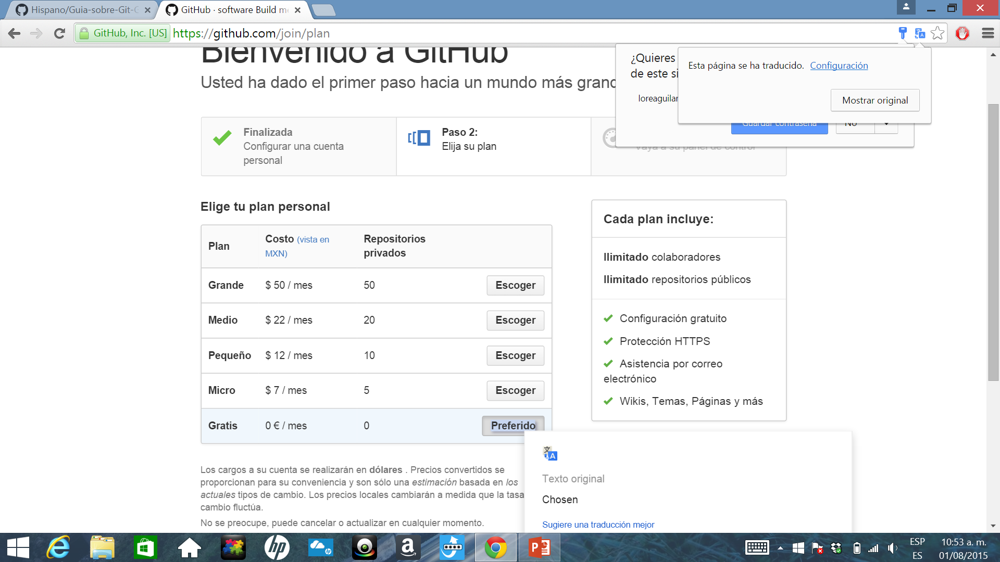 Hispano/Guia-sobre-Git-G
GitHub · software Build me
GitHub, Inc. [US]
https://github.com/join/plan
Bienvenido a GitHub
Usted ha dado el primer paso hacia un mundo más grand
¿Quieres
de este si
loreaguilar
Guardar contraseña
No
Esta página se ha traducido. Configuración
Mostrar original
Finalizada
Configurar una cuenta
personal
Paso 2:
Elija su plan
Vaya a su panel de control
Elige tu plan personal
Plan
Costo (vista en
MXN)
Repositorios
privados
Grande $ 50 / mes 50 Escoger
Medio $ 22 / mes 20 Escoger
Pequeño $ 12 / mes 10 Escoger
Micro $ 7 / mes 5 Escoger
Gratis 0 € / mes 0 Preferido
Cada plan incluye:
Ilimitado colaboradores
Ilimitado repositorios públicos
Configuración gratuito
Protección HTTPS
Asistencia por correo
electrónico
Wikis, Temas, Páginas y más
Los cargos a su cuenta se realizarán en dólares . Precios convertidos se
proporcionan para su conveniencia y son sólo una estimación basada en los
actuales tipos de cambio. Los precios locales cambiarán a medida que la tasa
cambio fluctúa.
No se preocupe, puede cancelar o actualizar en cualquier momento.
Texto original
Chosen
Sugiere una traducción mejor
ESP
ES
10:53 a. m.
01/08/2015